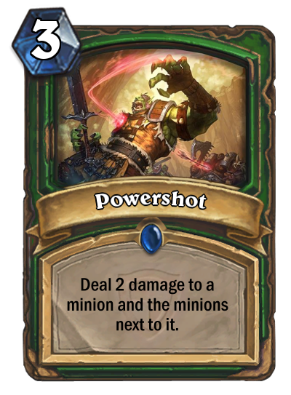 3
Powershot
Deal 2 damage to a
minion and the minions
next to it.